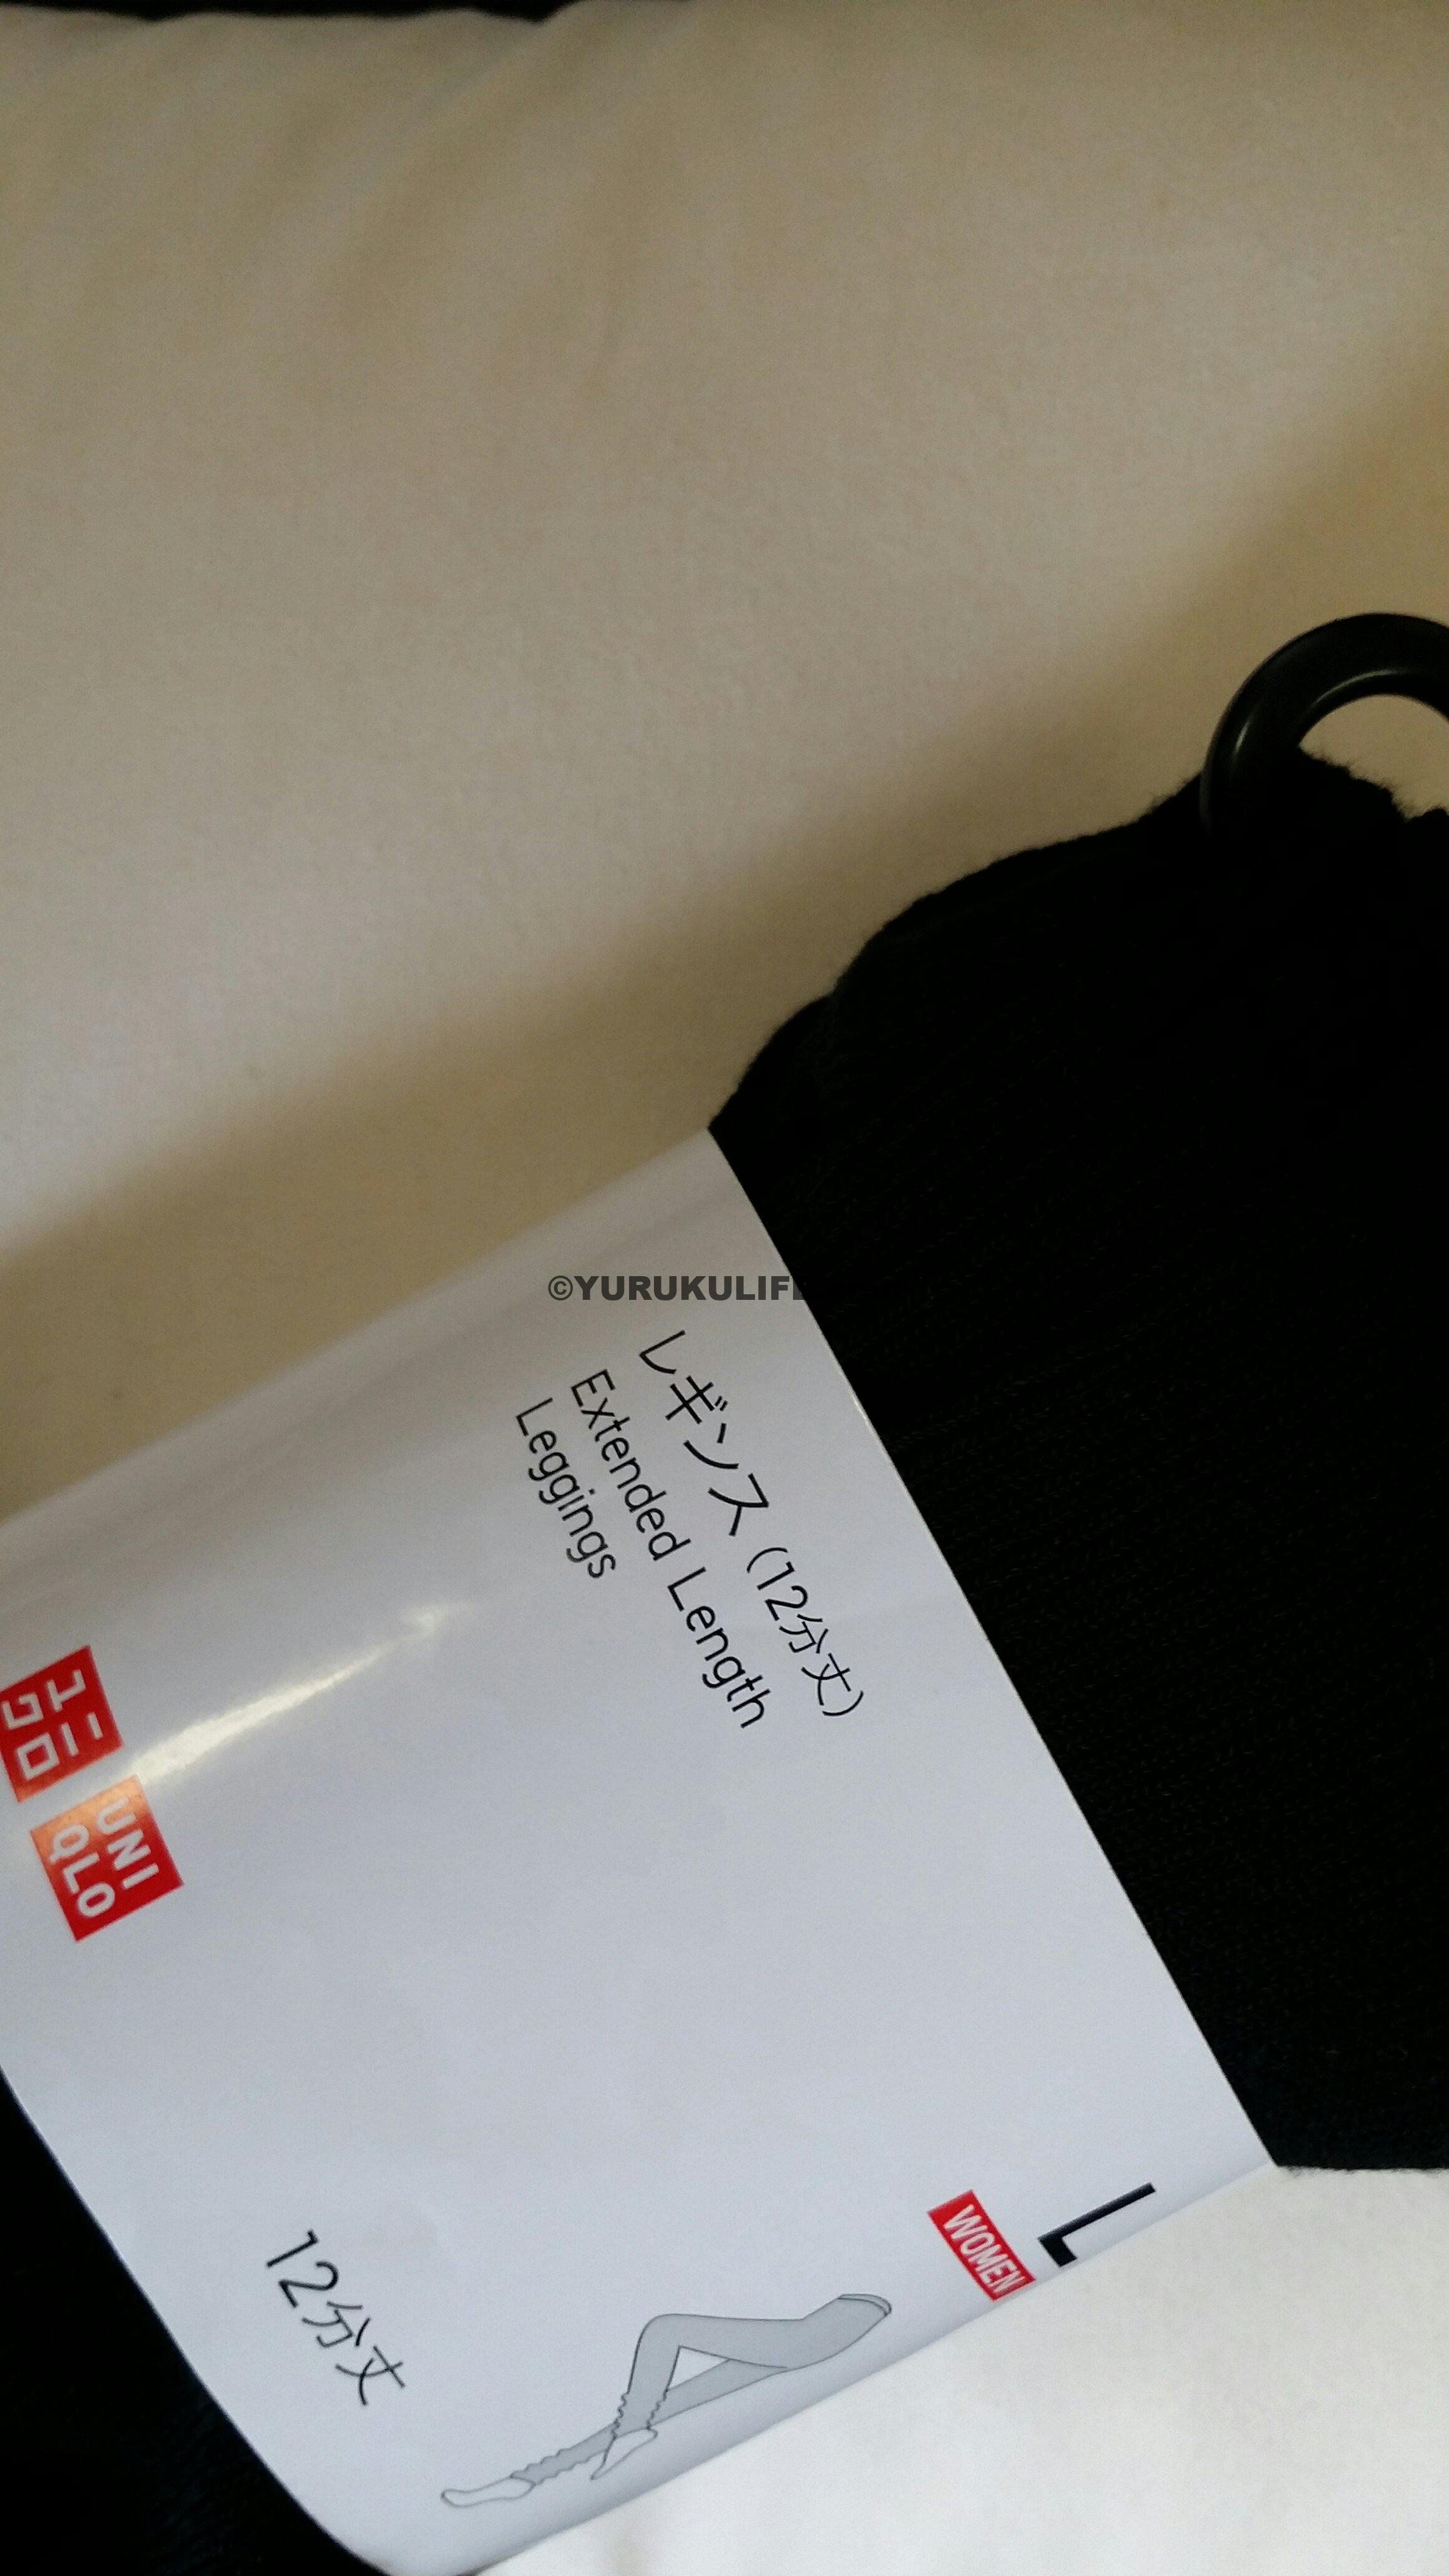 ©YURUKULIFE
レギンス（12分丈）
Extended Length
Leggings
ユニ
クロ
UNI
QLO
L
WOMEN
12分丈